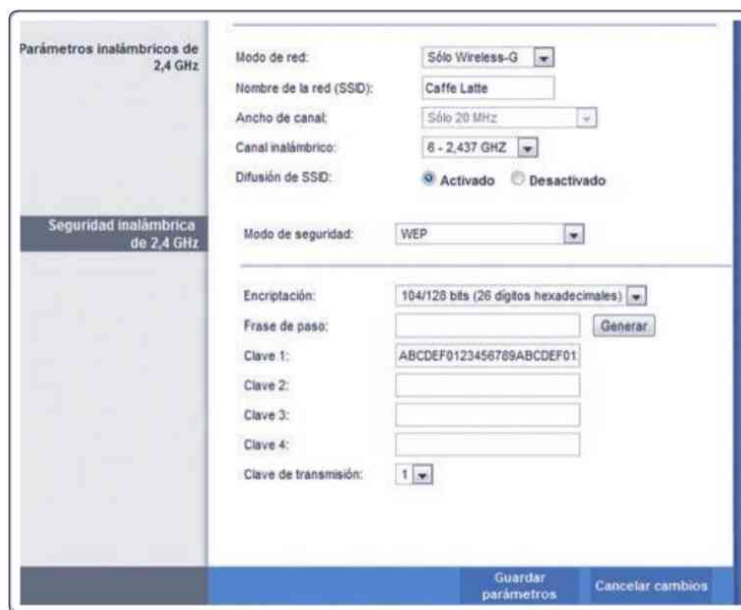 Parámetros inalámbricos de
2,4 GHz
Modo de red: Sólo Wireless-G
Nombre de la red (SSID): Caffe Latte
Ancho de canal: Sólo 20 MHz
Canal inalámbrico: 6 - 2,437 GHZ
Difusión de SSID: Activado Desactivado
Seguridad inalámbrica
de 2,4 GHz
Modo de seguridad: WEP
Encriptación: 104/128 bits (26 dígitos hexadecimales)
Frase de paso: Generar
Clave 1: ABCDEF0123456789ABCDEF01
Clave 2:
Clave 3:
Clave 4:
Clave de transmisión: 1
Guardar
parámetros
Cancelar cambios